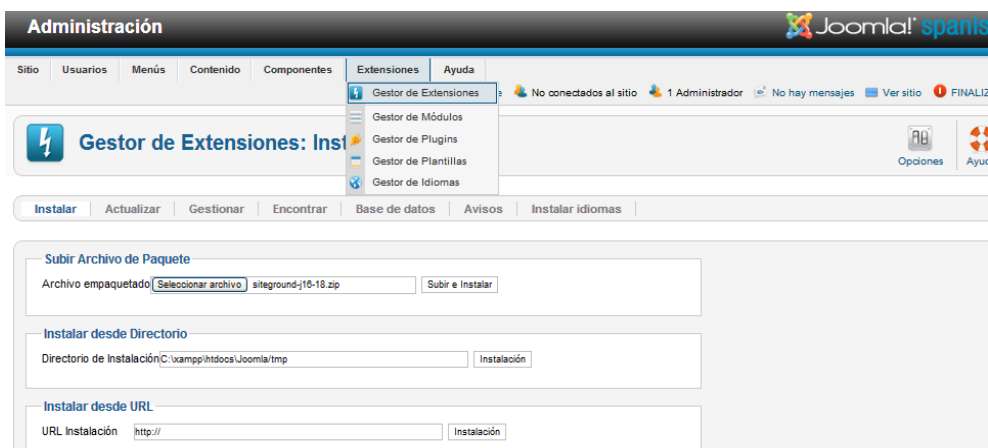 Administración
Joomla! spanis
Sitio Usuarios Menús Contenido Componentes Extensiones Ayuda
Gestor de Extensiones
No conectados al sitio 1 Administrador No hay mensajes Ver sitio FINALIZ
Gestor de Módulos
Gestor de Plugins
Gestor de Plantillas
Gestor de Idiomas
Gestor de Extensiones: Inst
Opciones Ayud
Instalar Actualizar Gestionar Encontrar Base de datos Avisos Instalar idiomas
Subir Archivo de Paquete
Archivo empaquetado Seleccionar archivo siteground-j16-18.zip Subir e Instalar
Instalar desde Directorio
Directorio de Instalación C:\xampp\htdocs\Joomla/tmp Instalación
Instalar desde URL
URL Instalación http:// Instalación